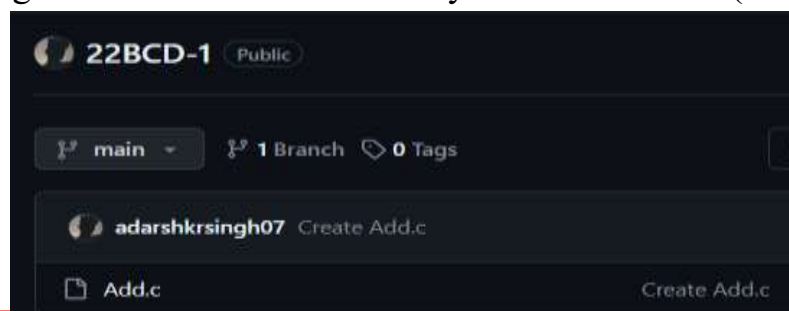 22BCD-1 Public
main 1 Branch 0 Tags
adarshkrsingh07 Create Add.c
Add.c Create Add.c